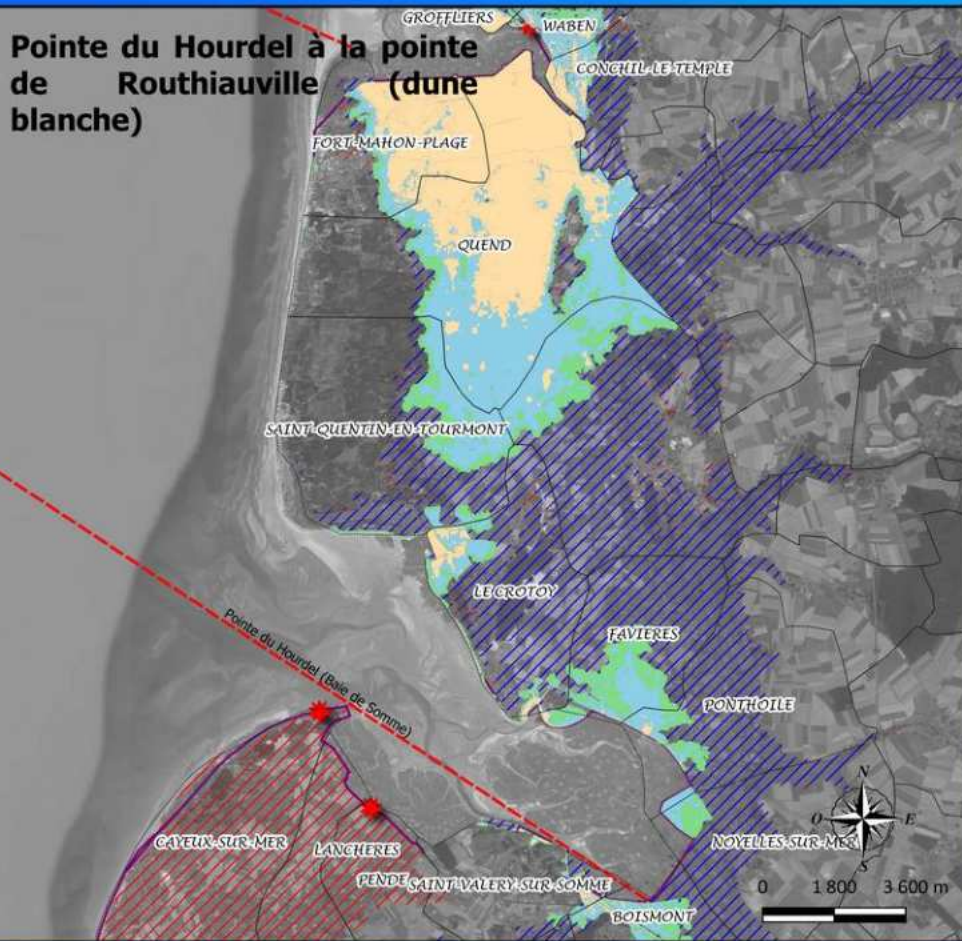 Pointe du Hourdel à la pointe
de Routhiauville (dune
blanche)
GROFFLIERS
WABEN
CONCHIL-LE-TEMPLE
FORT-MAHON-PLAGE
QUEND
SAINT-QUENTIN-EN-TOURMONT
LE CROTOY
FAVIERES
Pointe du Hourdel (Baie de Somme)
PONTHOILE
N
O E
S
CAYEUX-SUR-MER
LANCHERES
NOYELLES-SUR-MER
PENDE
SAINT-VALERY-SUR-SOMME
BOISMONT
0 1 800 3 600 m